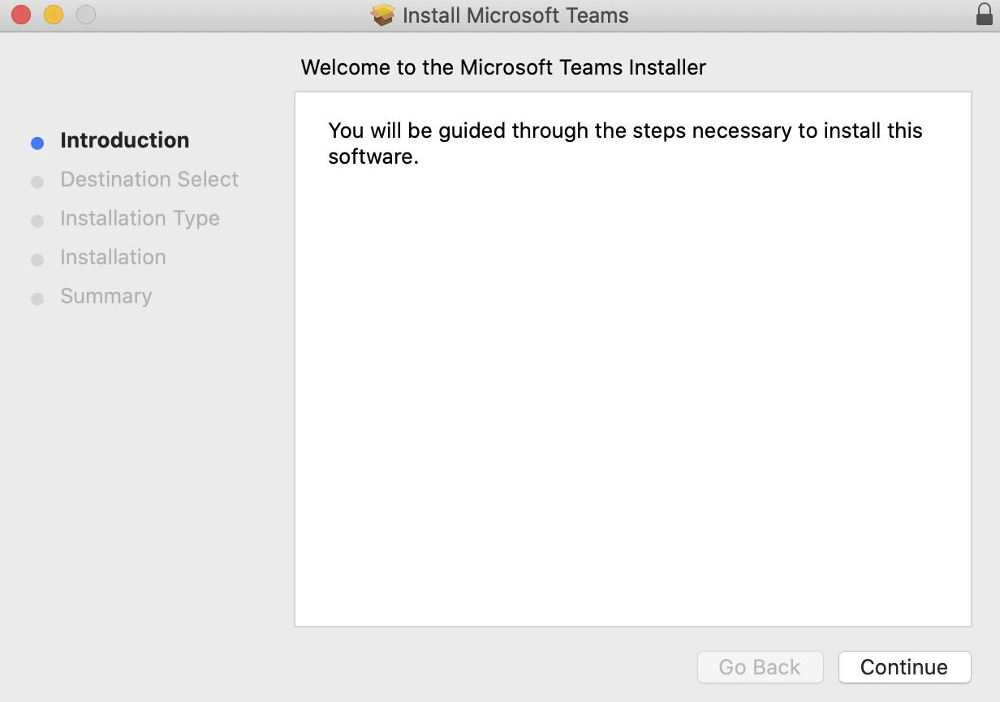 Install Microsoft Teams
Welcome to the Microsoft Teams Installer
Introduction
Destination Select
Installation Type
Installation
Summary
You will be guided through the steps necessary to install this
software.
Go Back
Continue